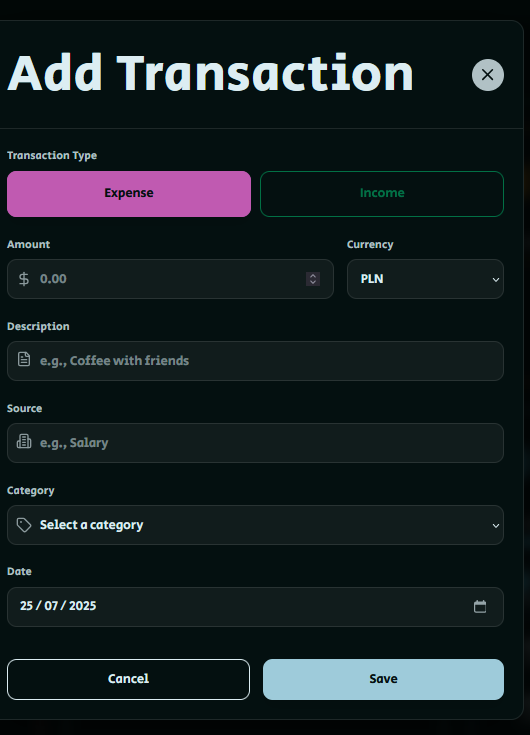 Add Transaction
Transaction Type
Expense Income
Amount Currency
$ 0.00 PLN
Description
e.g., Coffee with friends
Source
e.g., Salary
Category
Select a category
Date
25 / 07 / 2025
Cancel Save